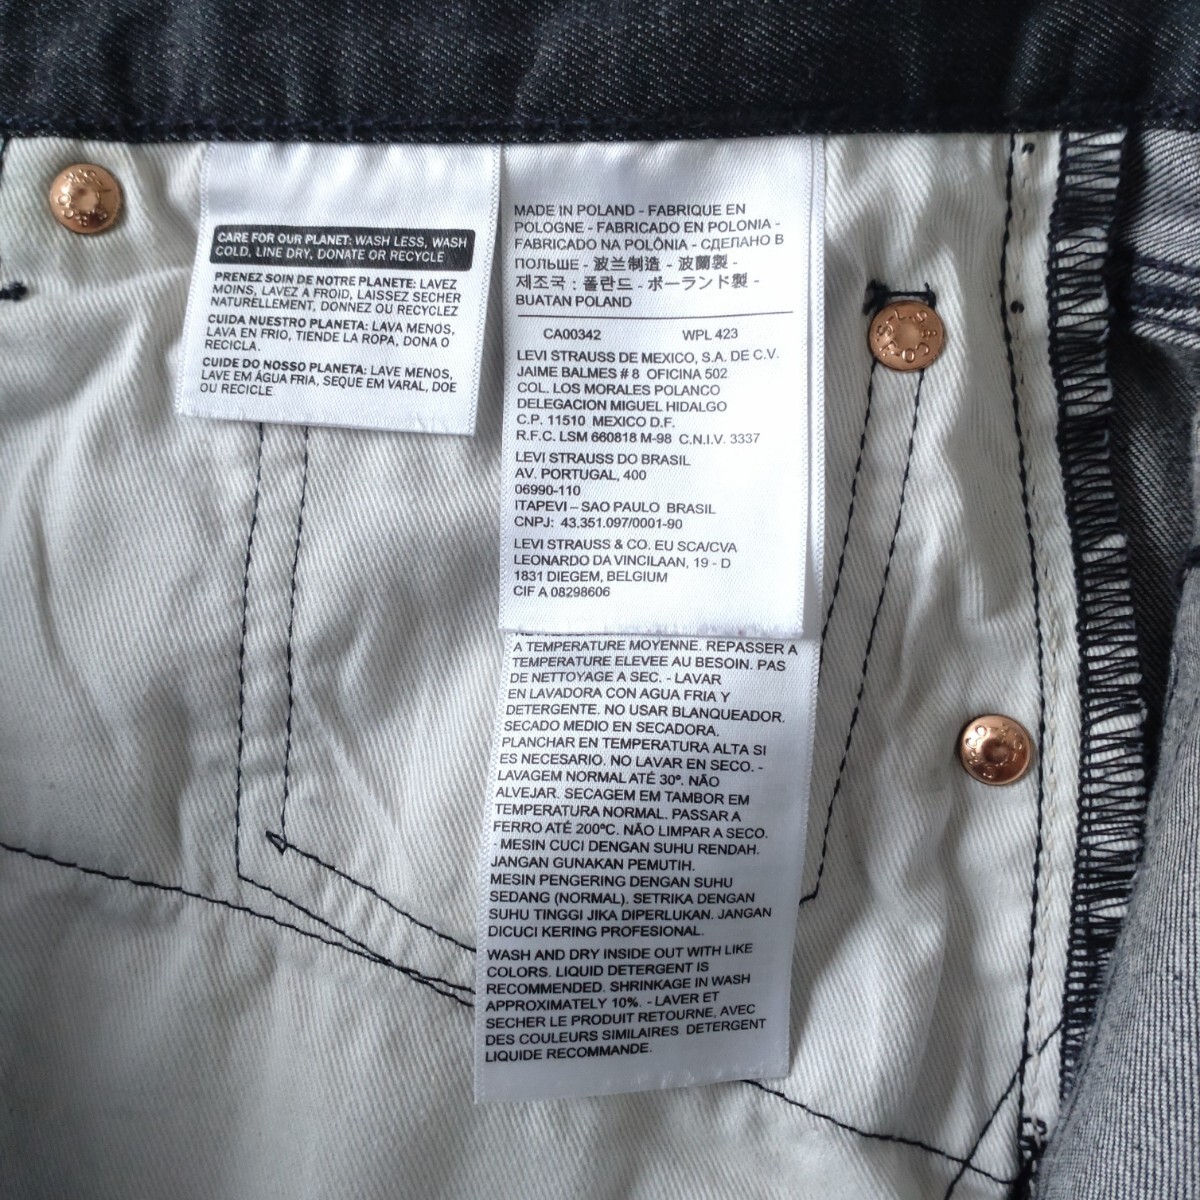 CARE FOR OUR PLANET: WASH LESS, WASH
COLD, LINE DRY, DONATE OR RECYCLE
PRENEZ SOIN DE NOTRE PLANETE: LAVEZ
MOINS, LAVEZ A FROID, LAISSEZ SECHER
NATURELLEMENT, DONNEZ OU RECYCLEZ
CUIDA NUESTRO PLANETA: LAVA MENOS,
LAVA EN FRIO, TIENDE LA ROPA, DONA O
RECICLA.
CUIDE DO NOSSO PLANETA: LAVE MENOS,
LAVE EM ÁGUA FRIA, SEQUE EM VARAL, DOE
OU RECICLE
MADE IN POLAND - FABRIQUE EN
POLOGNE - FABRICADO EN POLONIA -
FABRICADO NA POLÔNIA - СДЕЛАНО В
ПОЛЬШЕ - 波兰制造 - 波蘭製 -
제조국 : 폴란드 - ポーランド製 -
BUATAN POLAND
CA00342 WPL 423
LEVI STRAUSS DE MEXICO, S.A. DE C.V.
JAIME BALMES # 8 OFICINA 502
COL. LOS MORALES POLANCO
DELEGACION MIGUEL HIDALGO
C.P. 11510 MEXICO D.F.
R.F.C. LSM 660818 M-98 C.N.I.V. 3337
LEVI STRAUSS DO BRASIL
AV. PORTUGAL, 400
06990-110
ITAPEVI – SAO PAULO BRASIL
CNPJ: 43.351.097/0001-90
LEVI STRAUSS & CO. EU SCA/CVA
LEONARDO DA VINCILAAN, 19 - D
1831 DIEGEM, BELGIUM
CIF A 08298606
A TEMPERATURE MOYENNE. REPASSER A
TEMPERATURE ELEVEE AU BESOIN. PAS
DE NETTOYAGE A SEC. - LAVAR
EN LAVADORA CON AGUA FRIA Y
DETERGENTE. NO USAR BLANQUEADOR.
SECADO MEDIO EN SECADORA.
PLANCHAR EN TEMPERATURA ALTA SI
ES NECESARIO. NO LAVAR EN SECO. -
LAVAGEM NORMAL ATÉ 30º. NÃO
ALVEJAR. SECAGEM EM TAMBOR EM
TEMPERATURA NORMAL. PASSAR A
FERRO ATÉ 200ºC. NÃO LIMPAR A SECO.
- MESIN CUCI DENGAN SUHU RENDAH.
JANGAN GUNAKAN PEMUTIH.
MESIN PENGERING DENGAN SUHU
SEDANG (NORMAL). SETRIKA DENGAN
SUHU TINGGI JIKA DIPERLUKAN. JANGAN
DICUCI KERING PROFESIONAL.
WASH AND DRY INSIDE OUT WITH LIKE
COLORS. LIQUID DETERGENT IS
RECOMMENDED. SHRINKAGE IN WASH
APPROXIMATELY 10%. - LAVER ET
SECHER LE PRODUIT RETOURNE, AVEC
DES COULEURS SIMILAIRES DETERGENT
LIQUIDE RECOMMANDE.